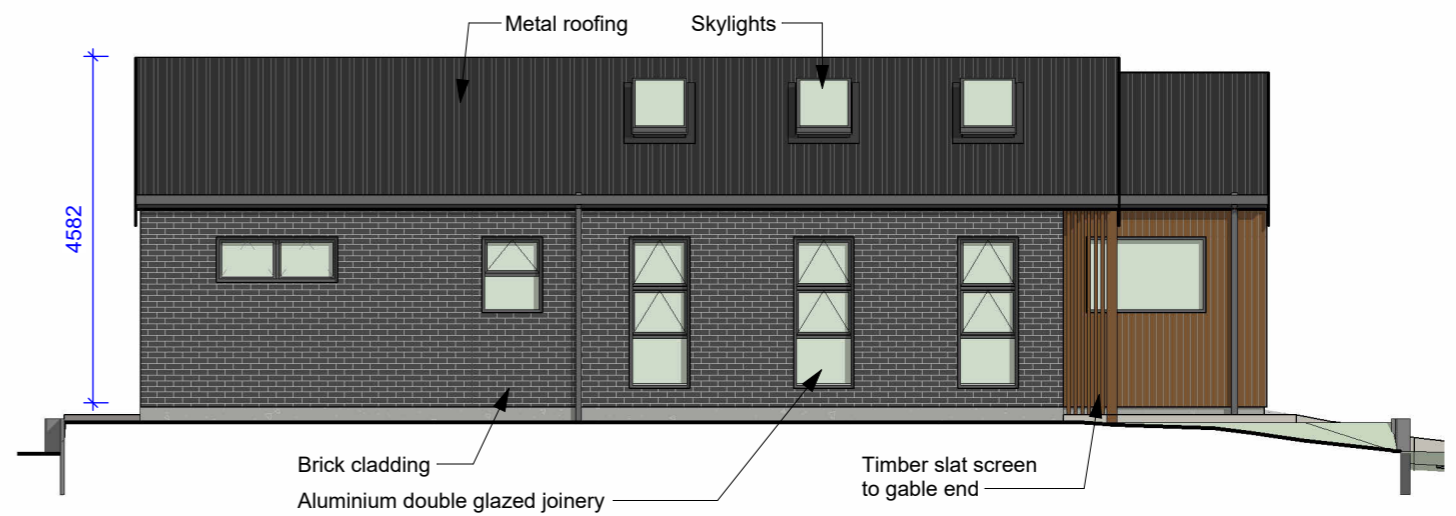 Metal roofing
Skylights
4582
Brick cladding
Aluminium double glazed joinery
Timber slat screen
to gable end